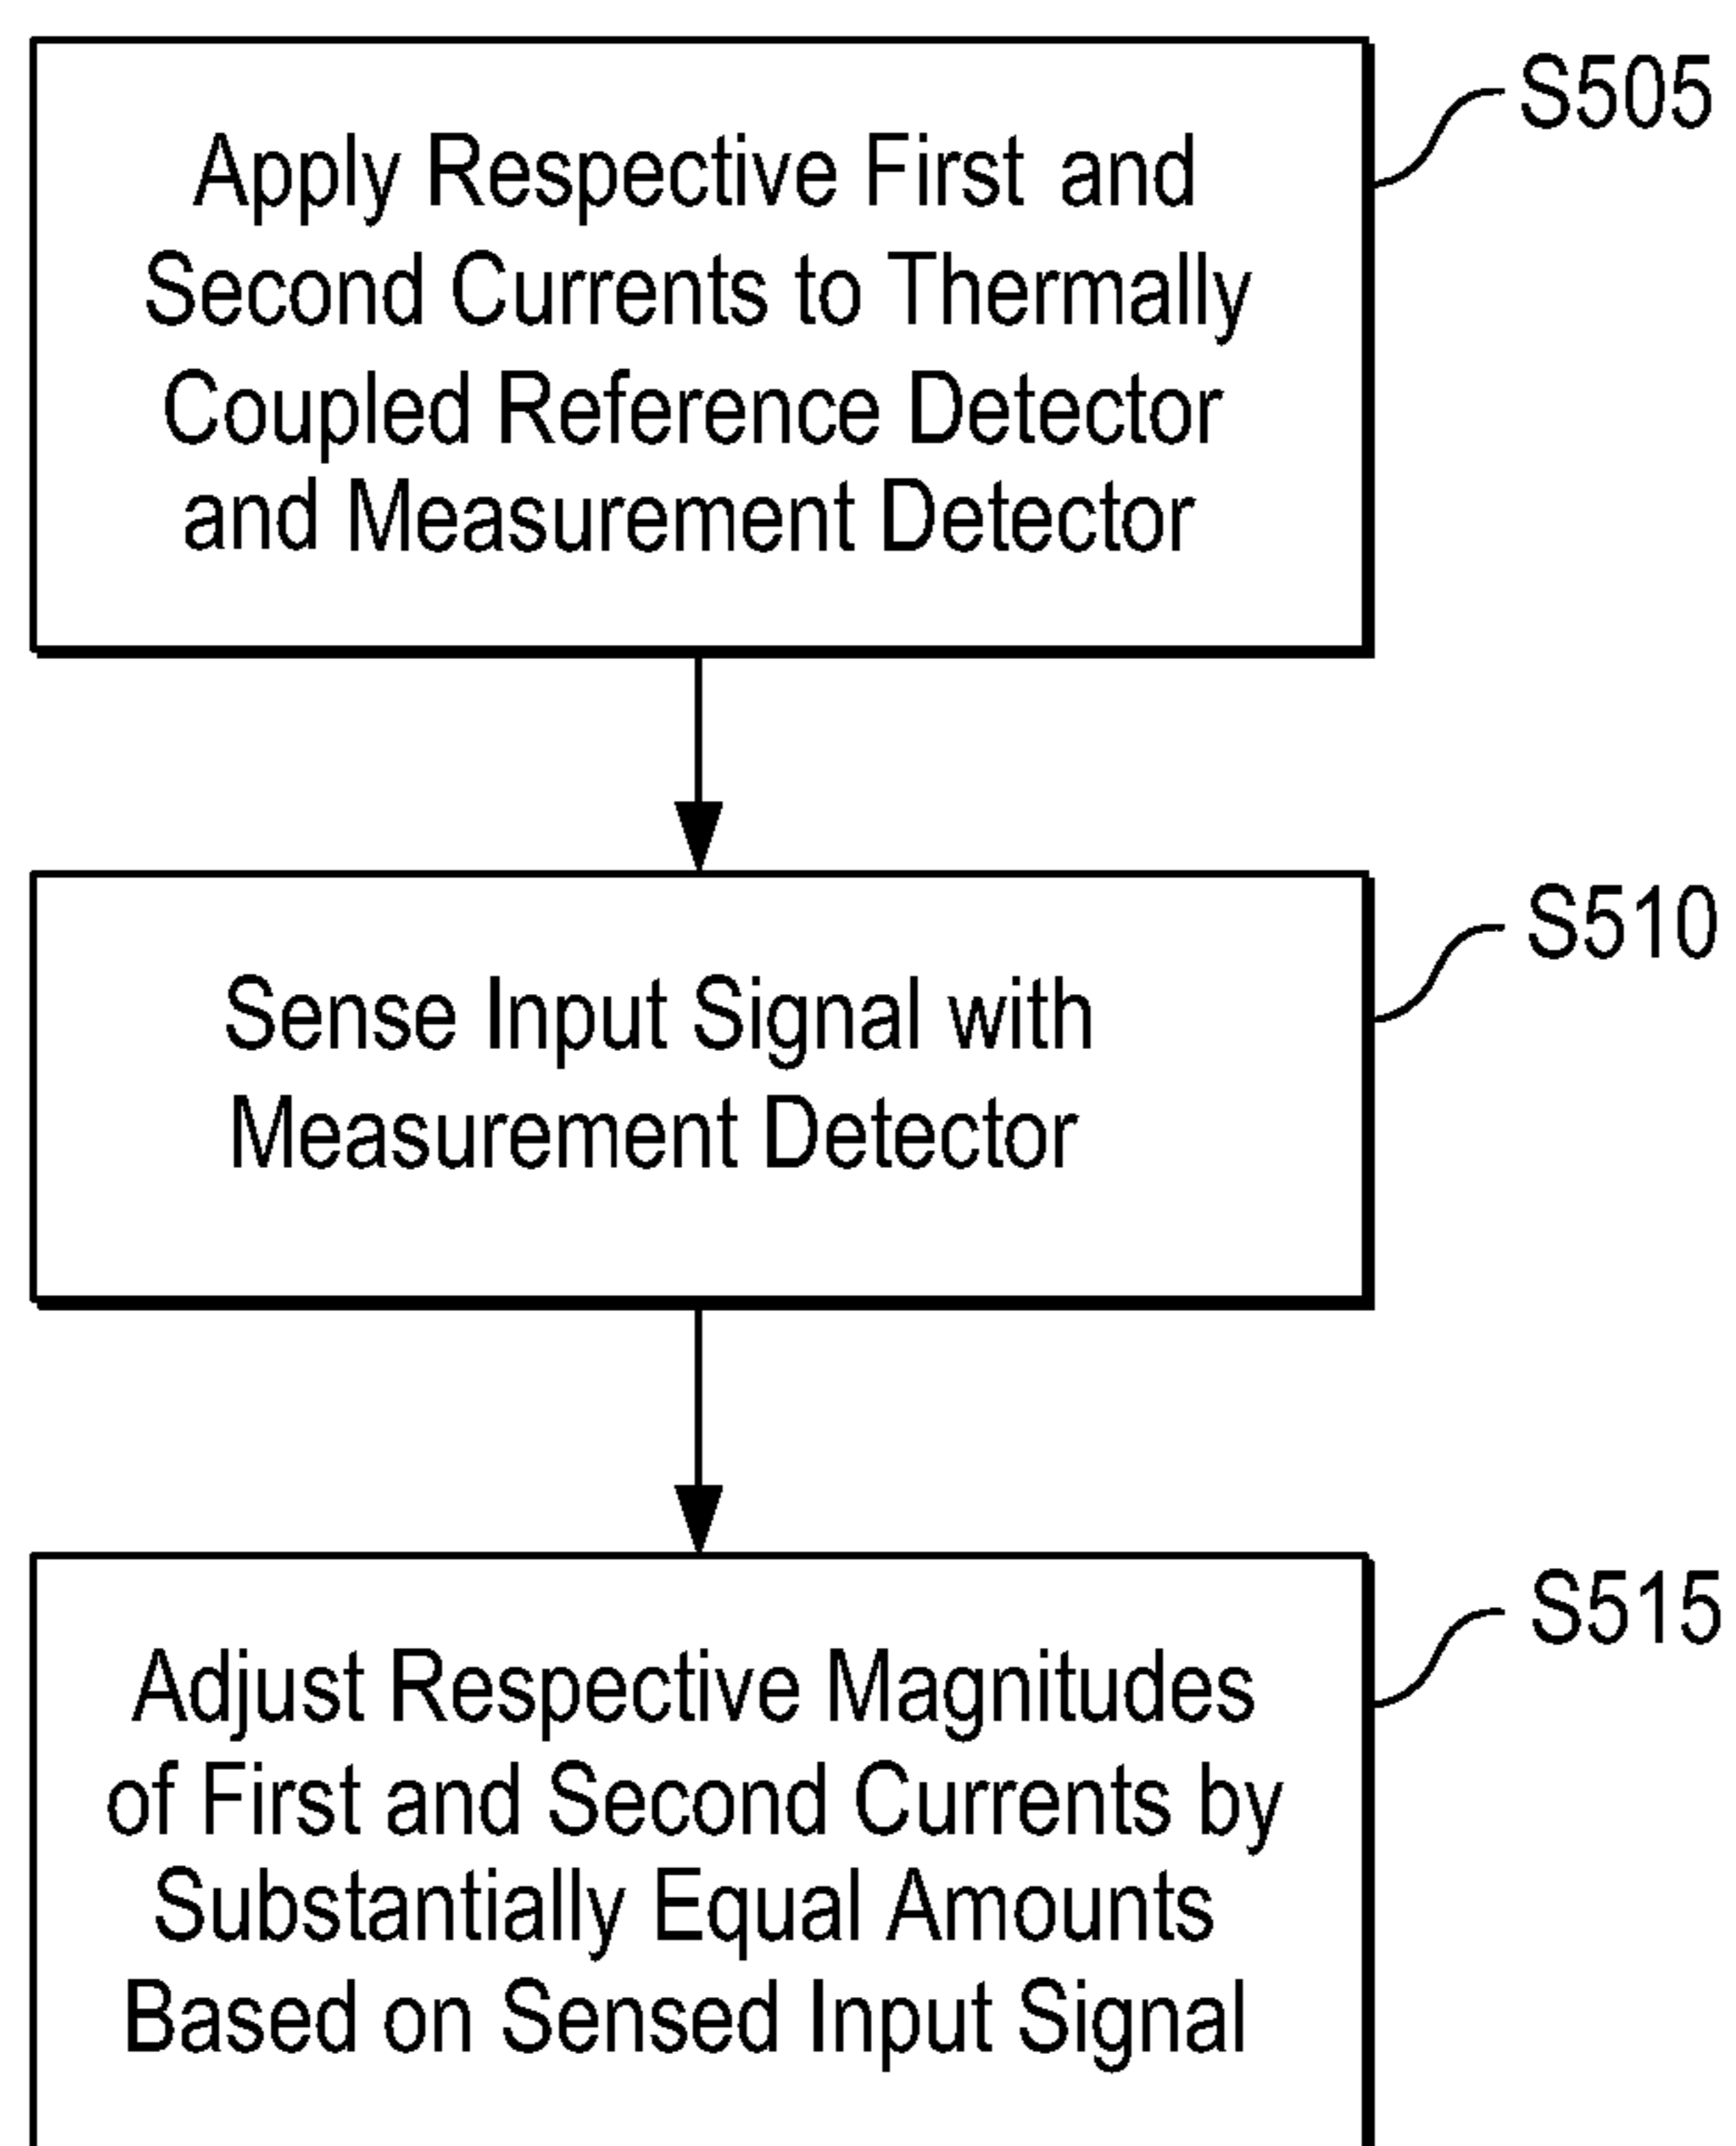 Apply Respective First and
Second Currents to Thermally
Coupled Reference Detector
and Measurement Detector
S505
Sense Input Signal with
Measurement Detector
S510
Adjust Respective Magnitudes
of First and Second Currents by
Substantially Equal Amounts
Based on Sensed Input Signal
S515